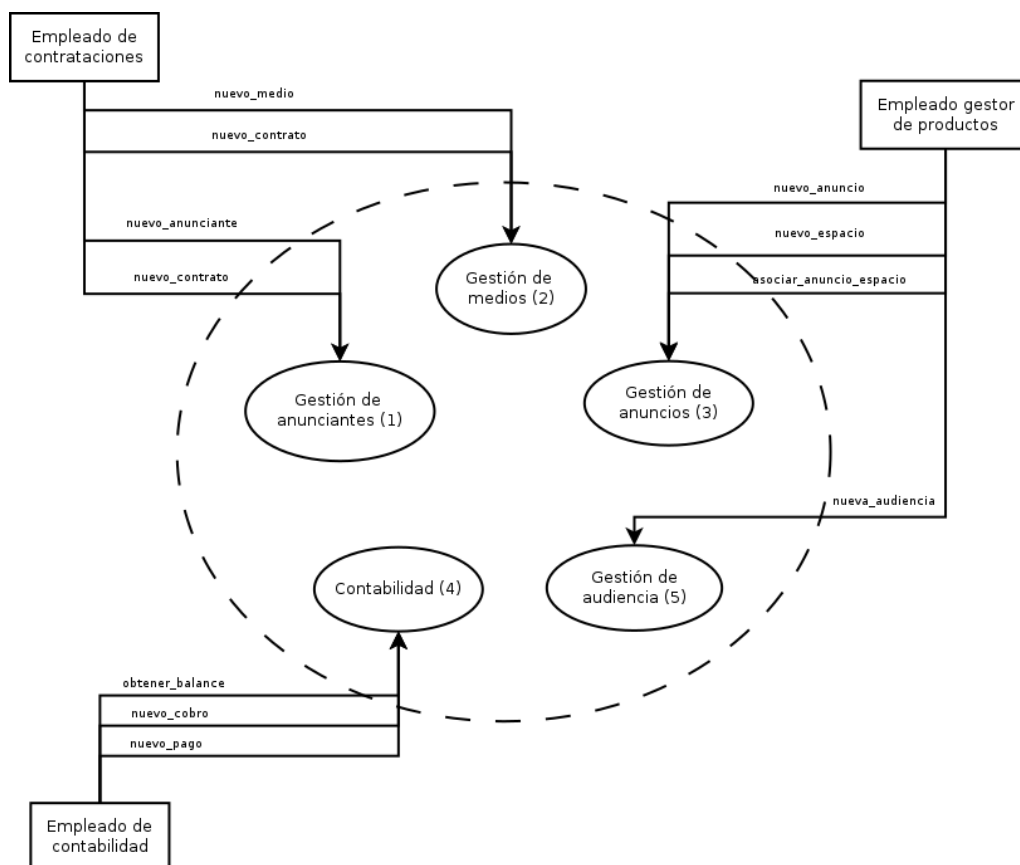 Empleado de
contrataciones
nuevo_medio
nuevo_contrato
Empleado gestor
de productos
nuevo_anuncio
nuevo_anunciante
nuevo_espacio
nuevo_contrato
asociar_anuncio_espacio
Gestión de
medios (2)
Gestión de
anunciantes (1)
Gestión de
anuncios (3)
nueva_audiencia
Contabilidad (4)
Gestión de
audiencia (5)
obtener_balance
nuevo_cobro
nuevo_pago
Empleado de
contabilidad